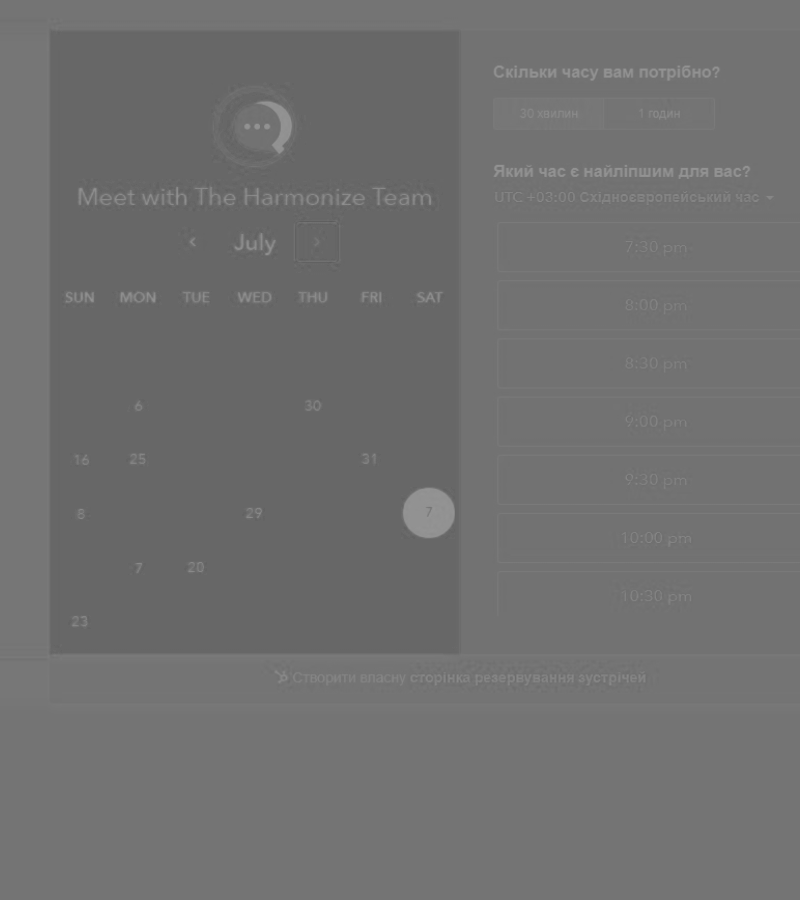 Meet with The Harmonize Team
July
SUN MON TUE WED THU FRI SAT
6 30
16 25 31
8 29 7
7 20
23
Скільки часу вам потрібно?
30 хвилин 1 годин
Який час є найліпшим для вас?
UTC +03:00 Східноєвропейський час
7:30 pm
8:00 pm
8:30 pm
9:00 pm
9:30 pm
10:00 pm
10:30 pm
Створити власну сторінка резервування зустрічей